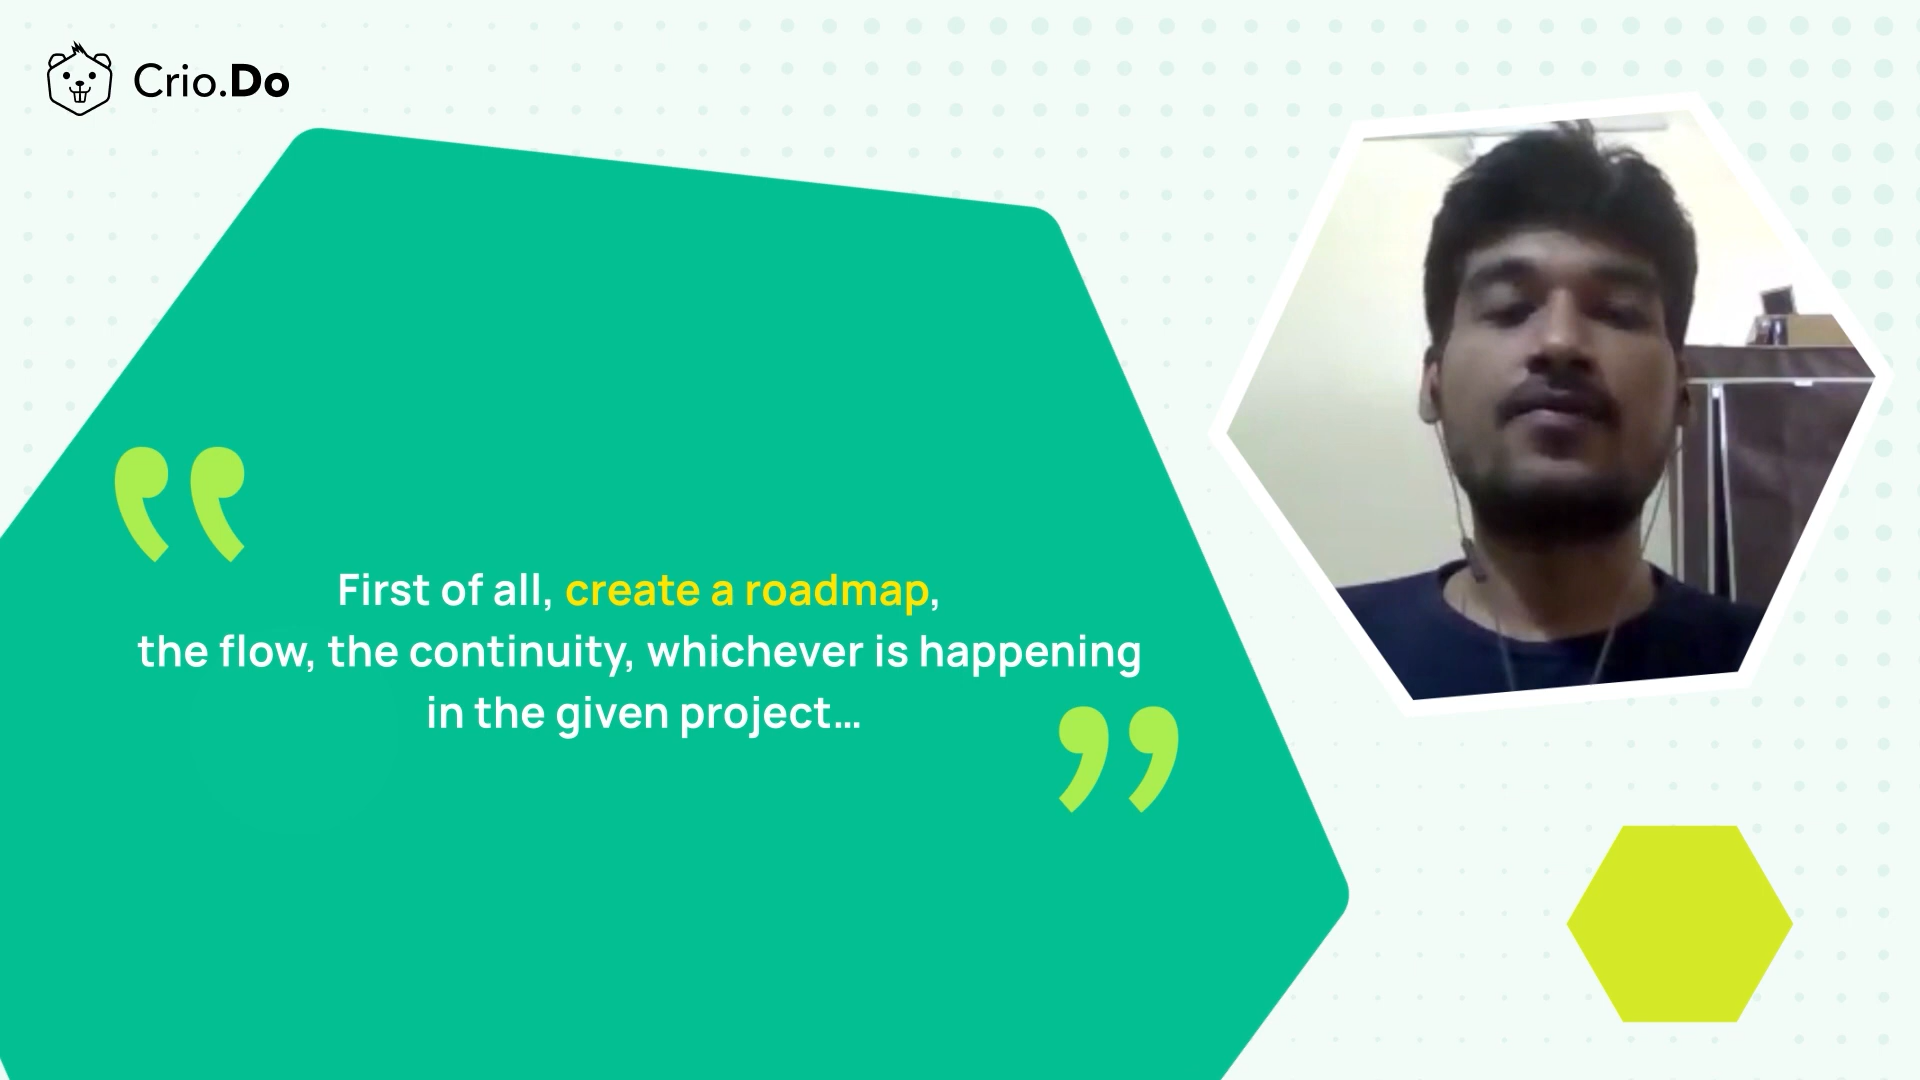 Crio.Do
“
First of all, create a roadmap,
the flow, the continuity, whichever is happening
in the given project...
”